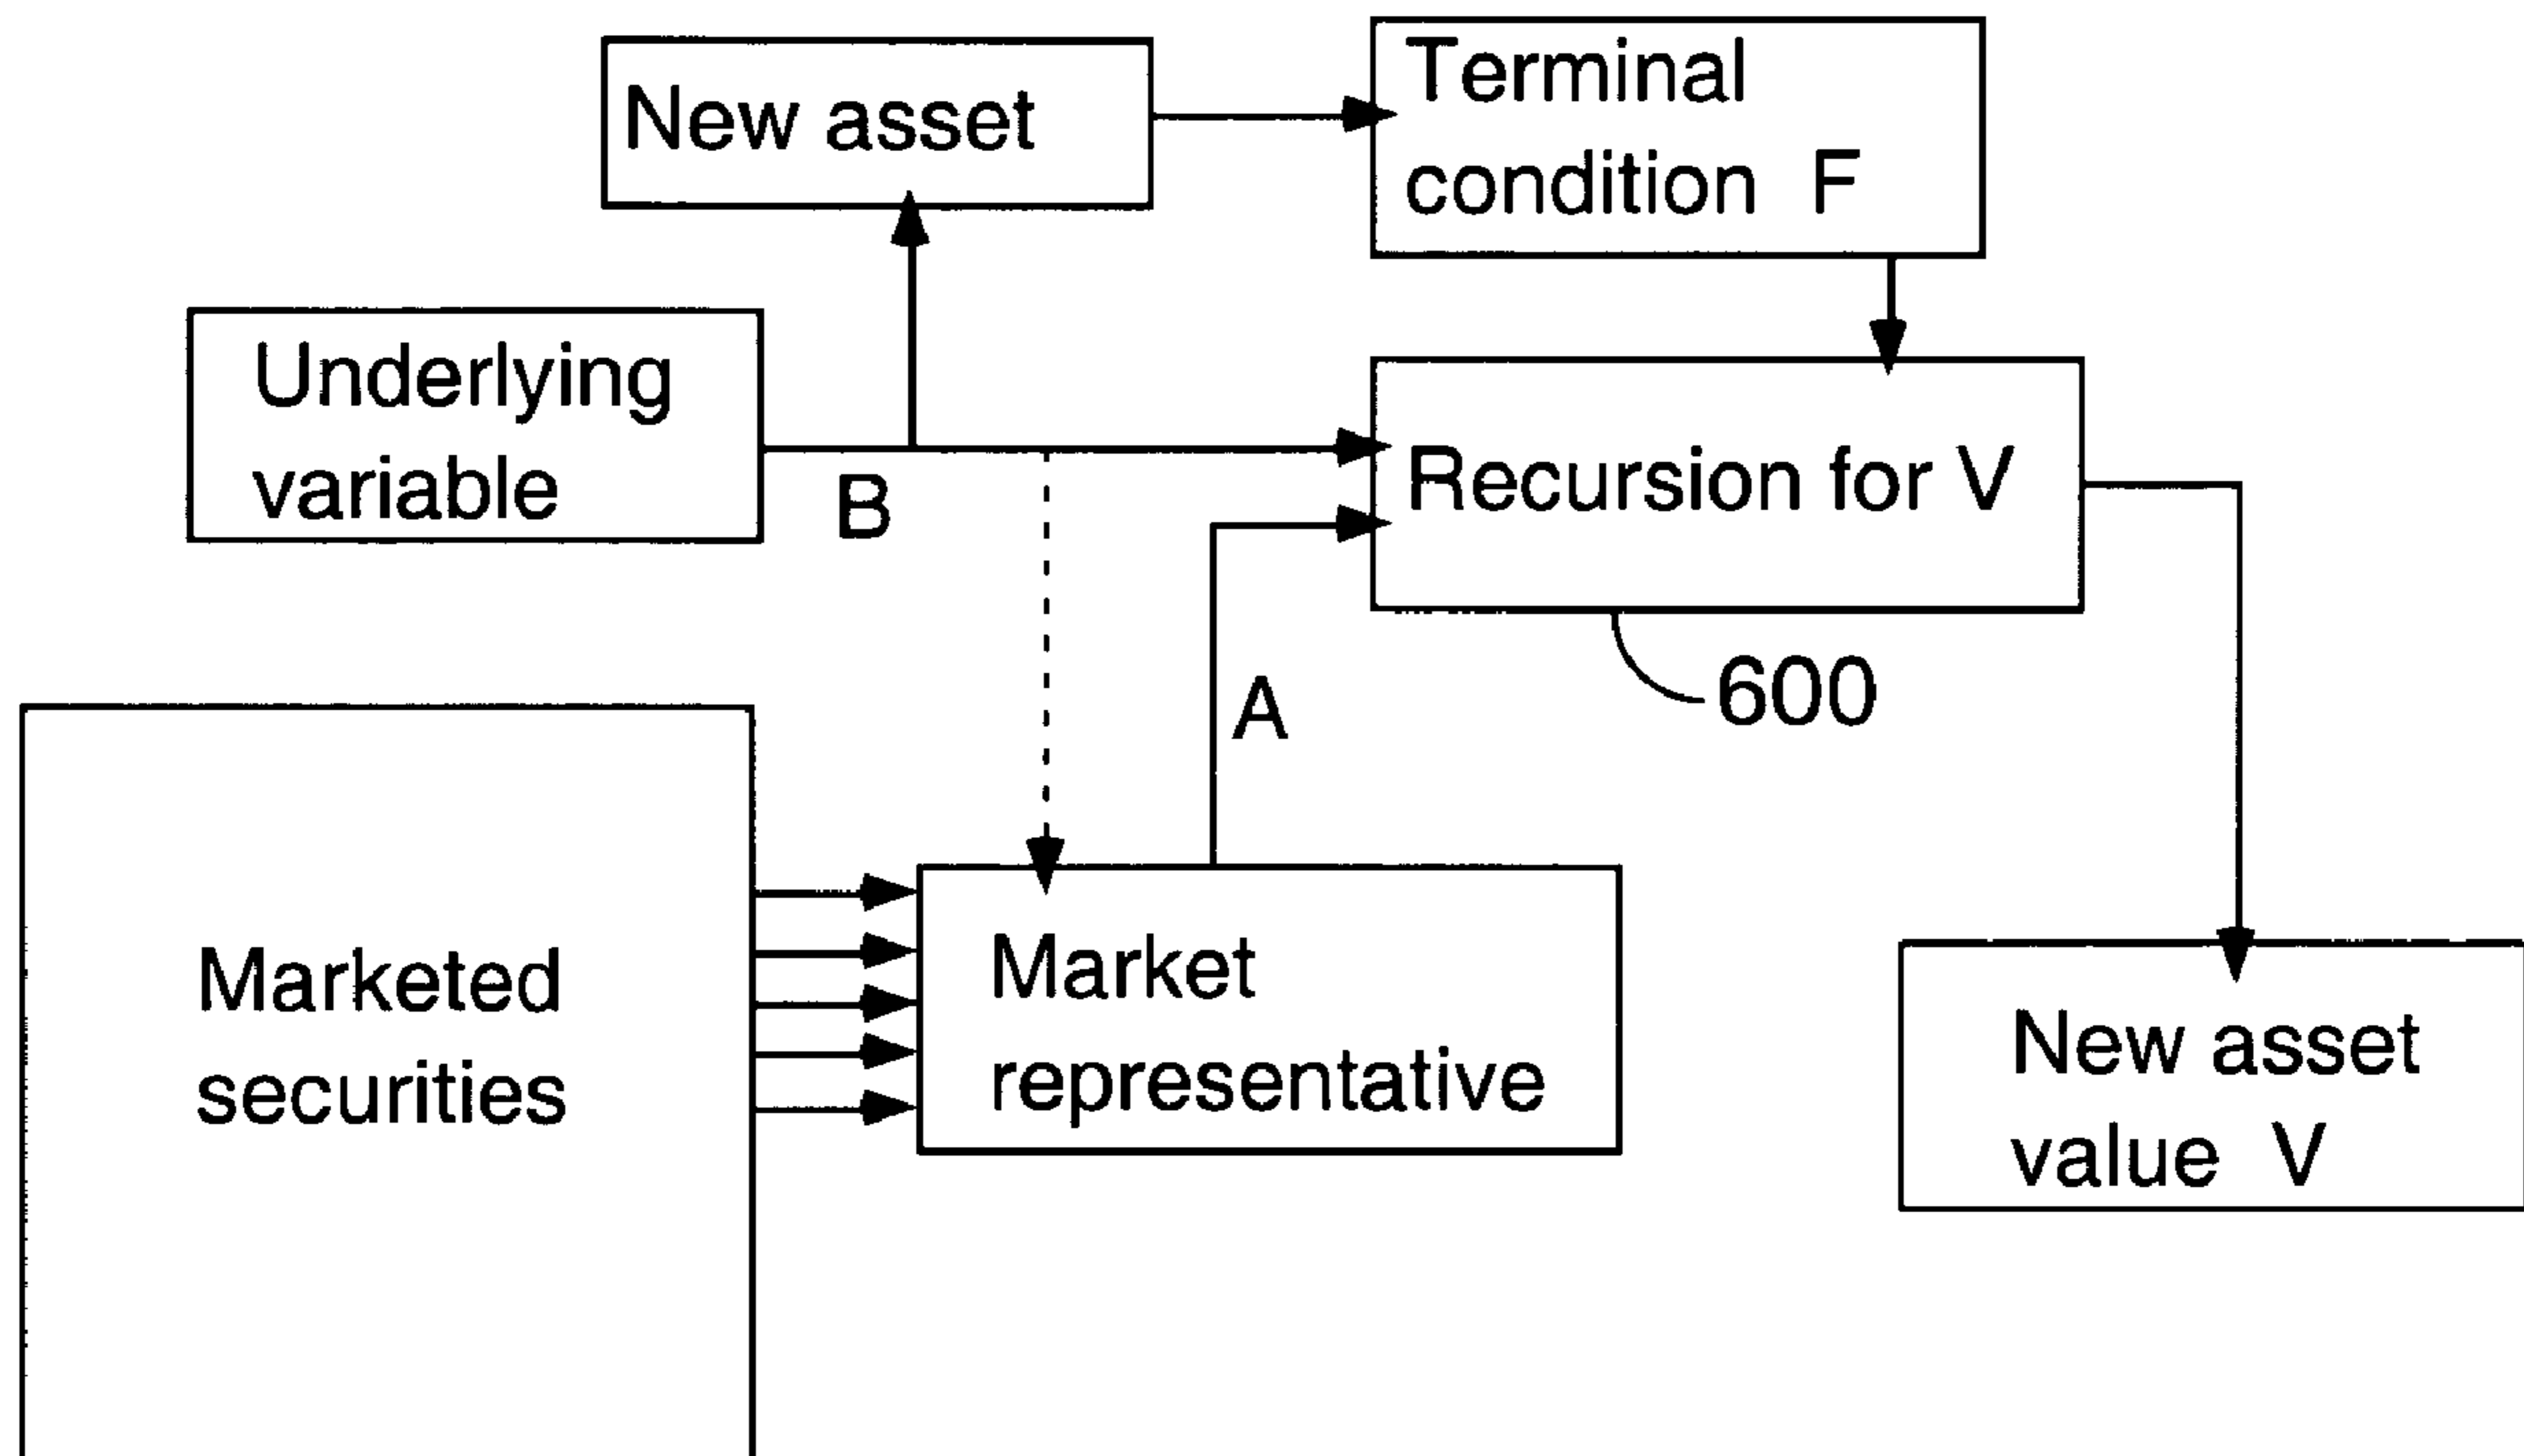 New asset
Terminal
condition F
Underlying
variable
B
Recursion for V
600
A
Marketed
securities
Market
representative
New asset
value V